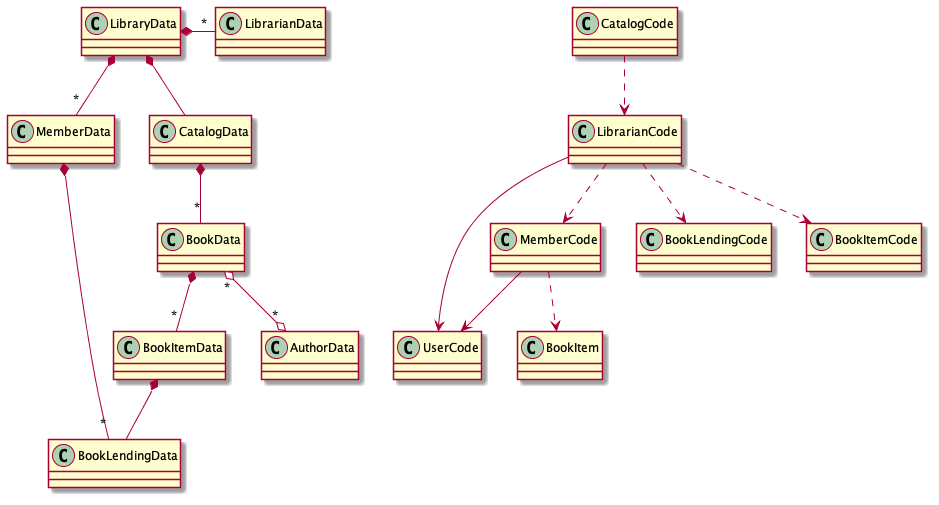 C LibraryData
*
C LibrarianData
C CatalogCode
*
C MemberData
C CatalogData
C LibrarianCode
*
C BookData
C MemberCode
C BookLendingCode
C BookItemCode
*
*
*
C BookItemData
C AuthorData
C UserCode
C BookItem
*
C BookLendingData